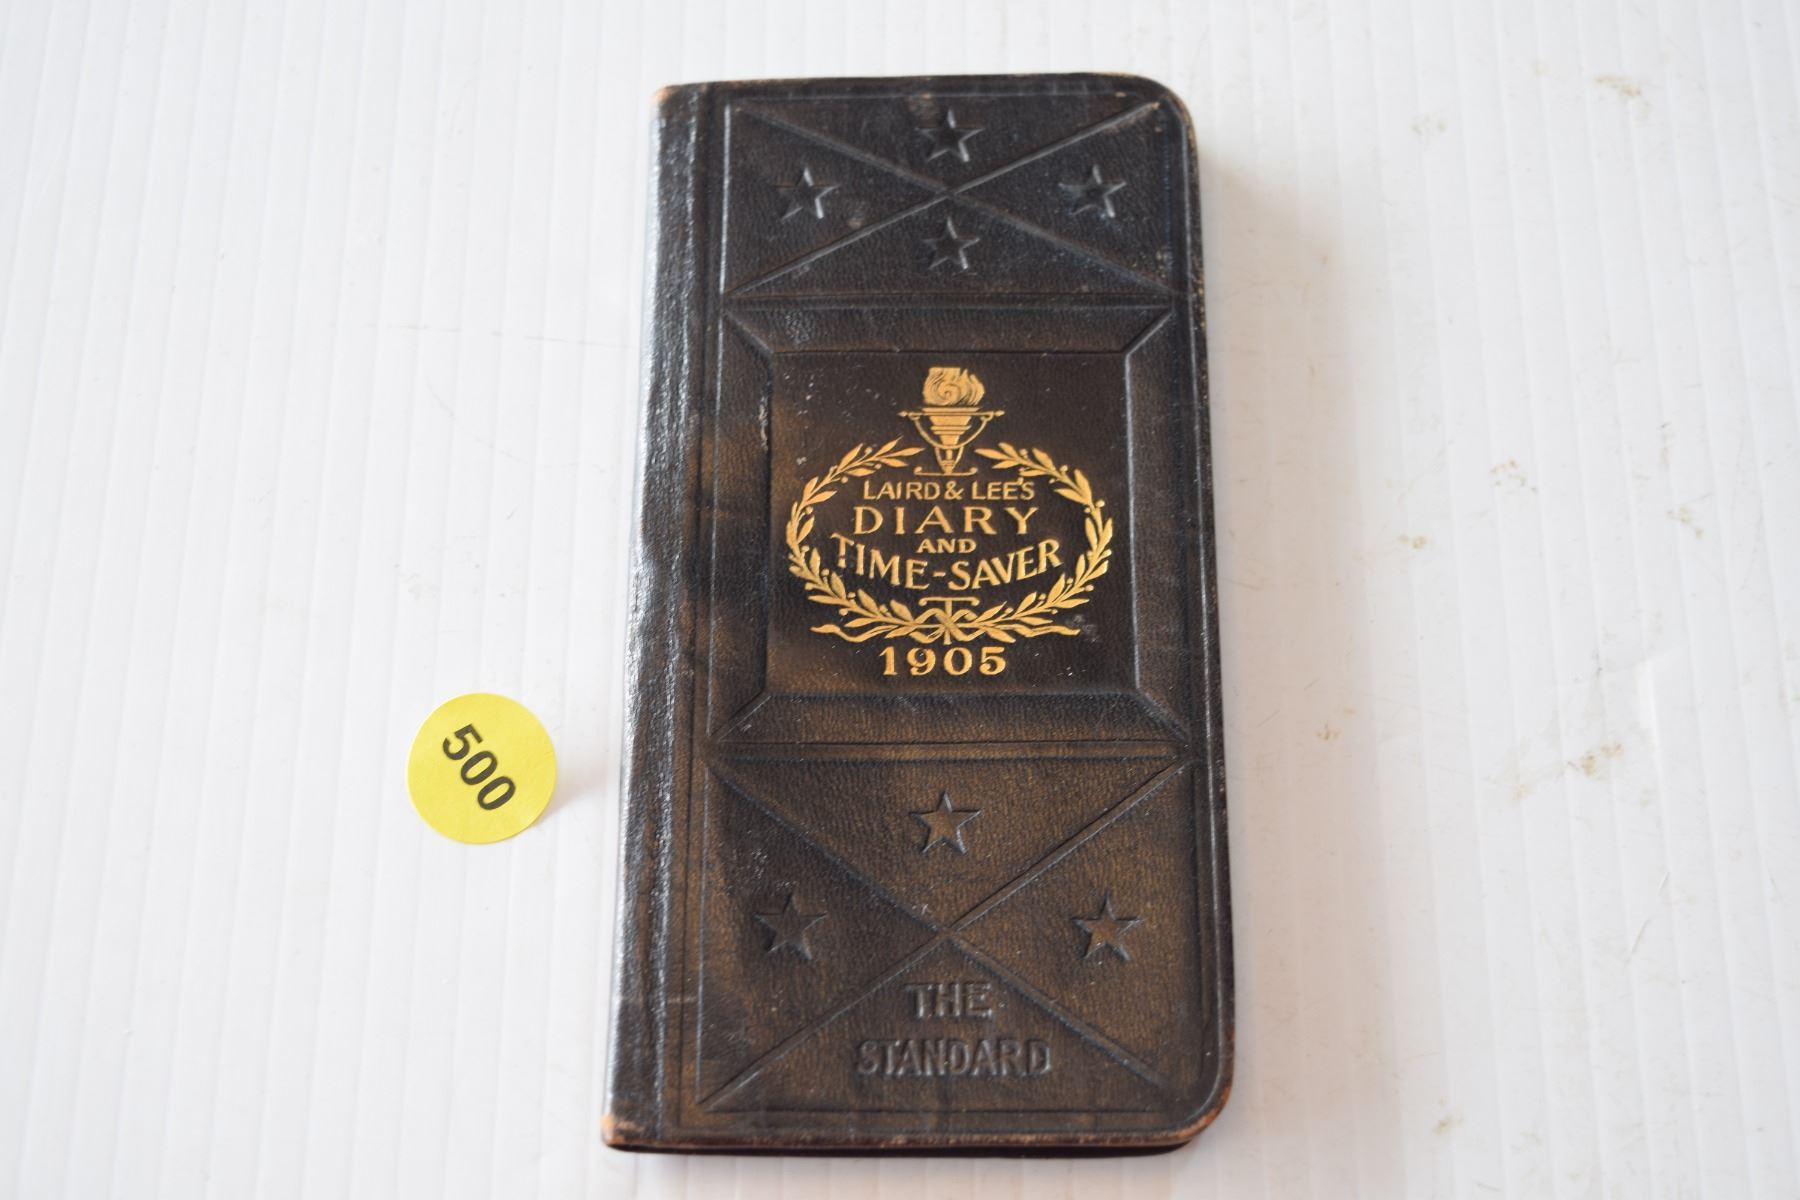 LAIRD & LEE'S
DIARY
AND
TIME-SAVER
1905
THE
STANDARD
500